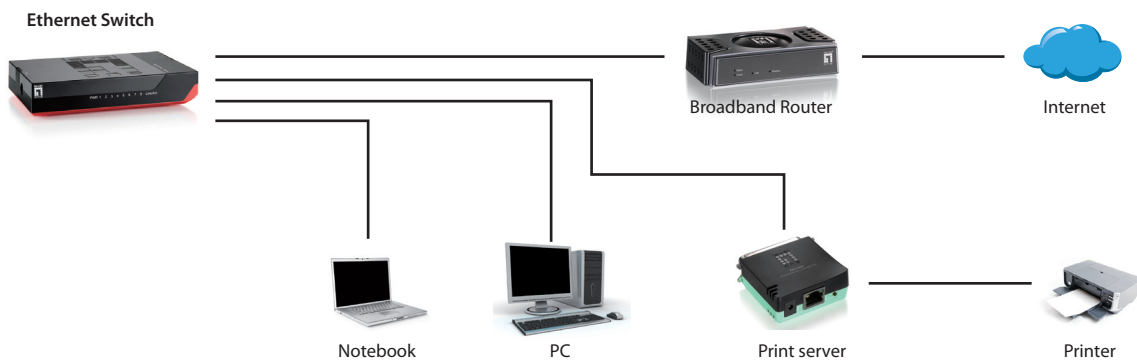 Ethernet Switch
Broadband Router
Internet
Notebook
PC
Print server
Printer